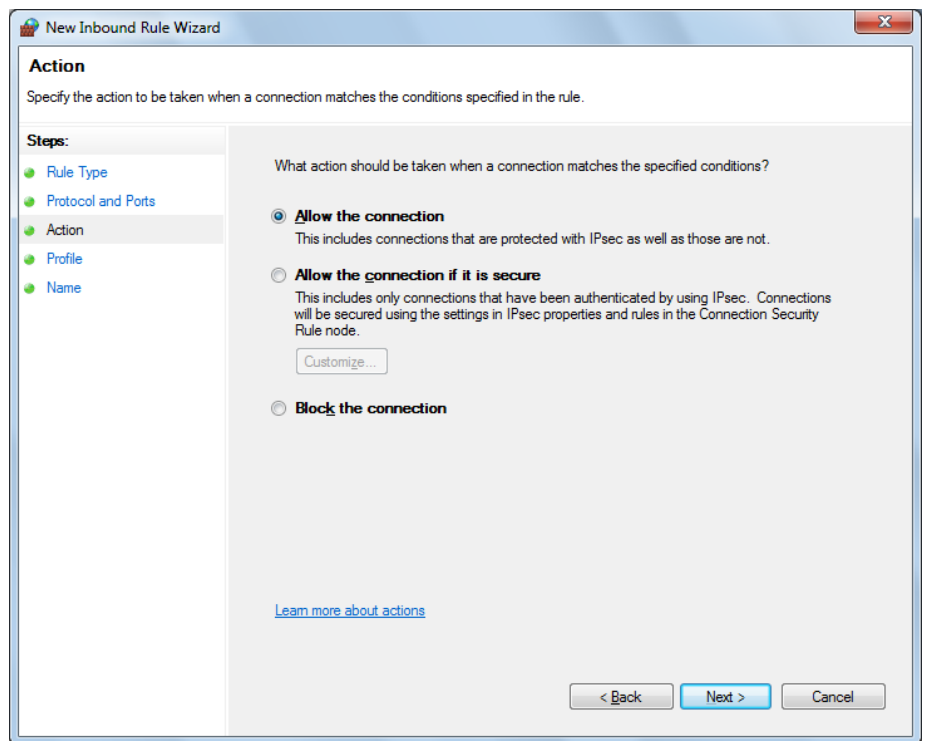 New Inbound Rule Wizard
Action
Specify the action to be taken when a connection matches the conditions specified in the rule.
Steps:
Rule Type
Protocol and Ports
Action
Profile
Name
What action should be taken when a connection matches the specified conditions?
Allow the connection
This includes connections that are protected with IPsec as well as those are not.
Allow the connection if it is secure
This includes only connections that have been authenticated by using IPsec. Connections
will be secured using the settings in IPsec properties and rules in the Connection Security
Rule node.
Customize...
Block the connection
Learn more about actions
< Back
Next >
Cancel